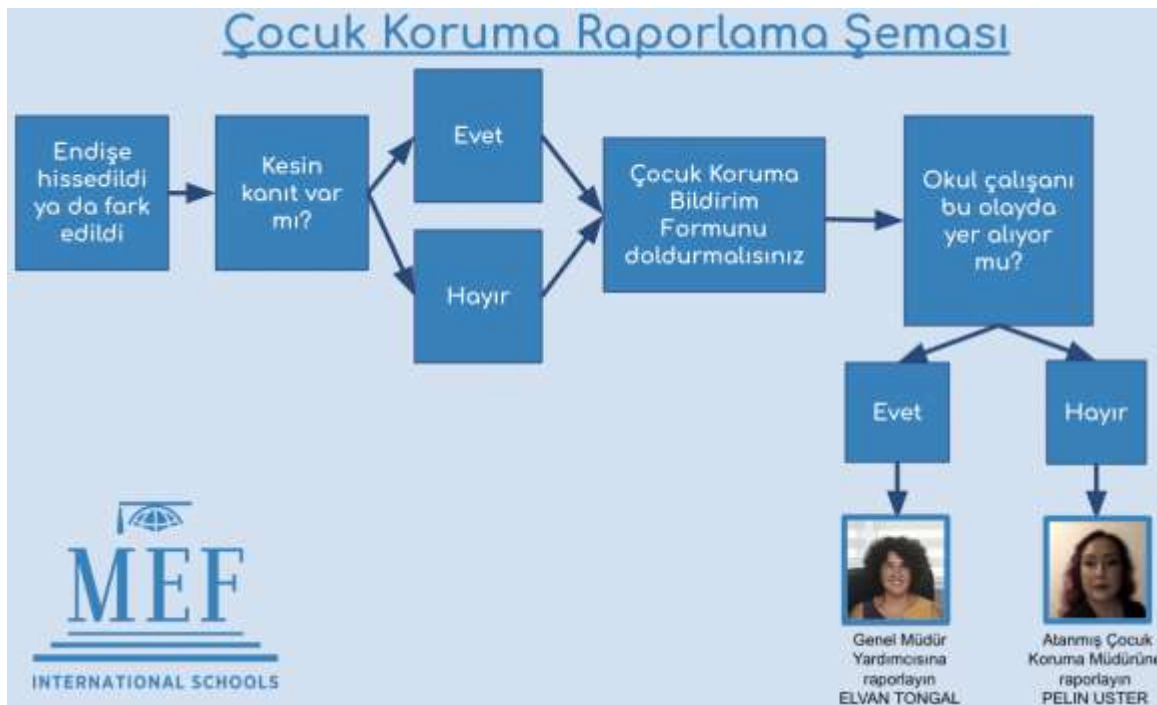 Çocuk Koruma Raporlama Şeması
Endişe
hissedildi
ya da fark
edildi
Kesin
kanıt var
mı?
Evet
Hayır
Çocuk Koruma
Bildirim
Formunu
doldurmalısınız
Okul çalışanı
bu olayda
yer alıyor
mu?
Evet
Hayır
Genel Müdür
Yardımcısına
raporlayın
ELVAN TONGAL
Atanmış Çocuk
Koruma Müdürüne
raporlayın
PELIN USTER
MEF
INTERNATIONAL SCHOOLS